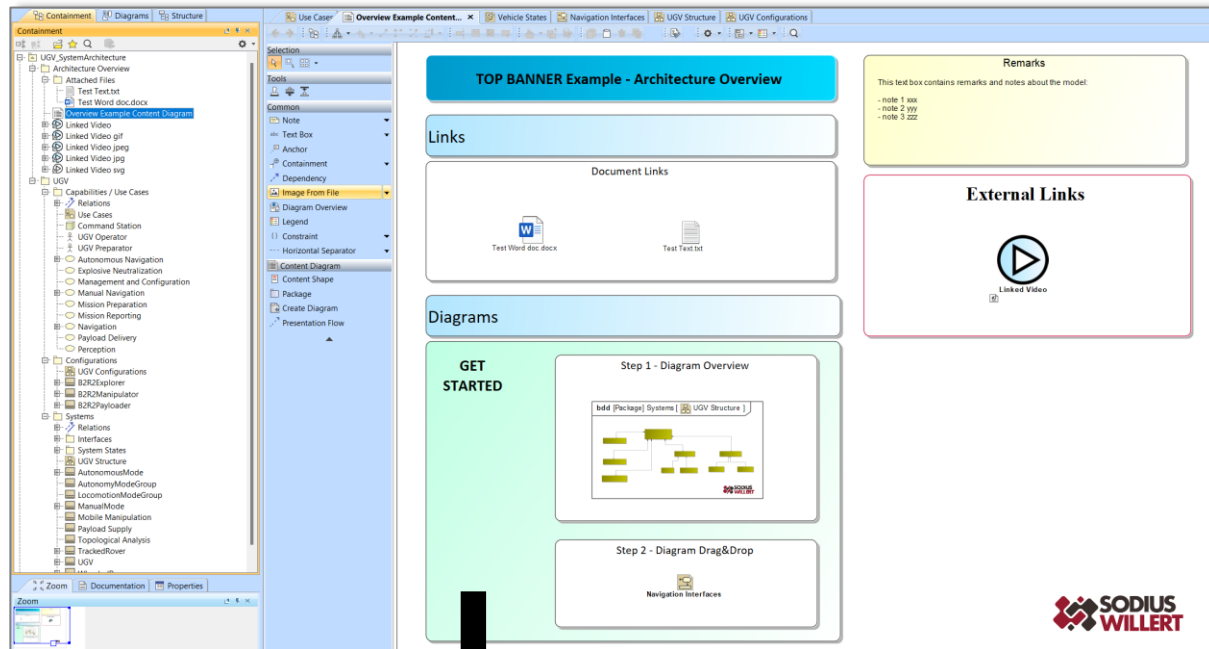 Containment
Diagrams
Structure
Containment
UGV_SystemArchitecture
Architecture Overview
Attached Files
Test Text.txt
Test Word doc.docx
Overview Example Content Diagram
Linked Video
Linked Video gif
Linked Video jpeg
Linked Video jpg
Linked Video svg
UGV
Capabilities / Use Cases
Relations
Use Cases
Command Station
UGV Operator
UGV Preparator
Autonomous Navigation
Explosive Neutralization
Management and Configuration
Manual Navigation
Mission Preparation
Mission Reporting
Navigation
Payload Delivery
Perception
Configurations
UGV Configurations
B2R2Explorer
B2R2Manipulator
B2R2Payloader
Systems
Relations
Interfaces
System States
UGV Structure
AutonomousMode
AutonomyModeGroup
LocomotionModeGroup
ManualMode
Mobile Manipulation
Payload Supply
Topological Analysis
TrackedRover
UGV
Zoom
Documentation
Properties
Zoom
Use Cases
Overview Example Content...
Vehicle States
Navigation Interfaces
UGV Structure
UGV Configurations
Selection
Tools
Common
Note
Text Box
Anchor
Containment
Dependency
Image From File
Diagram Overview
Legend
Constraint
Horizontal Separator
Content Diagram
Content Shape
Package
Create Diagram
Presentation Flow
TOP BANNER Example - Architecture Overview
Links
Document Links
W
Test Word doc.docx
Test Text.txt
Diagrams
GET
STARTED
Step 1 - Diagram Overview
bdd [Package] Systems [ UGV Structure ]
SODIUS
WILLERT
Step 2 - Diagram Drag&Drop
Navigation Interfaces
Remarks
This text box contains remarks and notes about the model:
- note 1 xxx
- note 2 yyy
- note 3 zzz
External Links
Linked Video
SODIUS
WILLERT